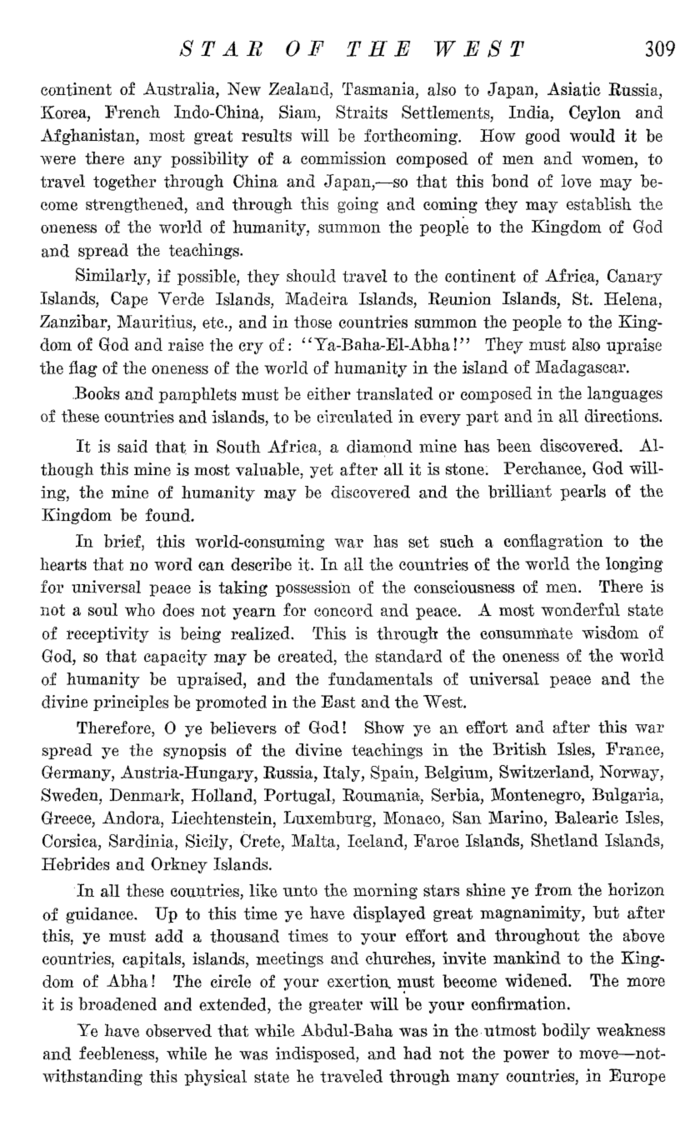 STAR OF THE WEST 309
continent of Australia, New Zealand, Tasmania, also to Japan, Asiatic Russia,
Korea, French Indo-China, Siam, Straits Settlements, India, Ceylon and
Afghanistan, most great results will be forthcoming. How good would it be
were there any possibility of a commission composed of men and women, to
travel together through China and Japan,—so that this bond of love may be-
come strengthened, and through this going and coming they may establish the
oneness of the world of humanity, summon the people to the Kingdom of God
and spread the teachings.
Similarly, if possible, they should travel to the continent of Africa, Canary
Islands, Cape Verde Islands, Madeira Islands, Reunion Islands, St. Helena,
Zanzibar, Mauritius, etc., and in those countries summon the people to the King-
dom of God and raise the cry of: "Ya-Baha-El-Abha!" They must also upraise
the flag of the oneness of the world of humanity in the island of Madagascar.
Books and pamphlets must be either translated or composed in the languages
of these countries and islands, to be circulated in every part and in all directions.
It is said that in South Africa, a diamond mine has been discovered. Al-
though this mine is most valuable, yet after all it is stone. Perchance, God will-
ing, the mine of humanity may be discovered and the brilliant pearls of the
Kingdom be found.
In brief, this world-consuming war has set such a conflagration to the
hearts that no word can describe it. In all the countries of the world the longing
for universal peace is taking possession of the consciousness of men. There is
not a soul who does not yearn for concord and peace. A most wonderful state
of receptivity is being realized. This is through the consummate wisdom of
God, so that capacity may be created, the standard of the oneness of the world
of humanity be upraised, and the fundamentals of universal peace and the
divine principles be promoted in the East and the West.
Therefore, O ye believers of God! Show ye an effort and after this war
spread ye the synopsis of the divine teachings in the British Isles, France,
Germany, Austria-Hungary, Russia, Italy, Spain, Belgium, Switzerland, Norway,
Sweden, Denmark, Holland, Portugal, Roumania, Serbia, Montenegro, Bulgaria,
Greece, Andora, Liechtenstein, Luxemburg, Monaco, San Marino, Balearic Isles,
Corsica, Sardinia, Sicily, Crete, Malta, Iceland, Faroe Islands, Shetland Islands,
Hebrides and Orkney Islands.
In all these countries, like unto the morning stars shine ye from the horizon
of guidance. Up to this time ye have displayed great magnanimity, but after
this, ye must add a thousand times to your effort and throughout the above
countries, capitals, islands, meetings and churches, invite mankind to the King-
dom of Abha! The circle of your exertion must become widened. The more
it is broadened and extended, the greater will be your confirmation.
Ye have observed that while Abdul-Baha was in the utmost bodily weakness
and feebleness, while he was indisposed, and had not the power to move—not-
withstanding this physical state he traveled through many countries, in Europe